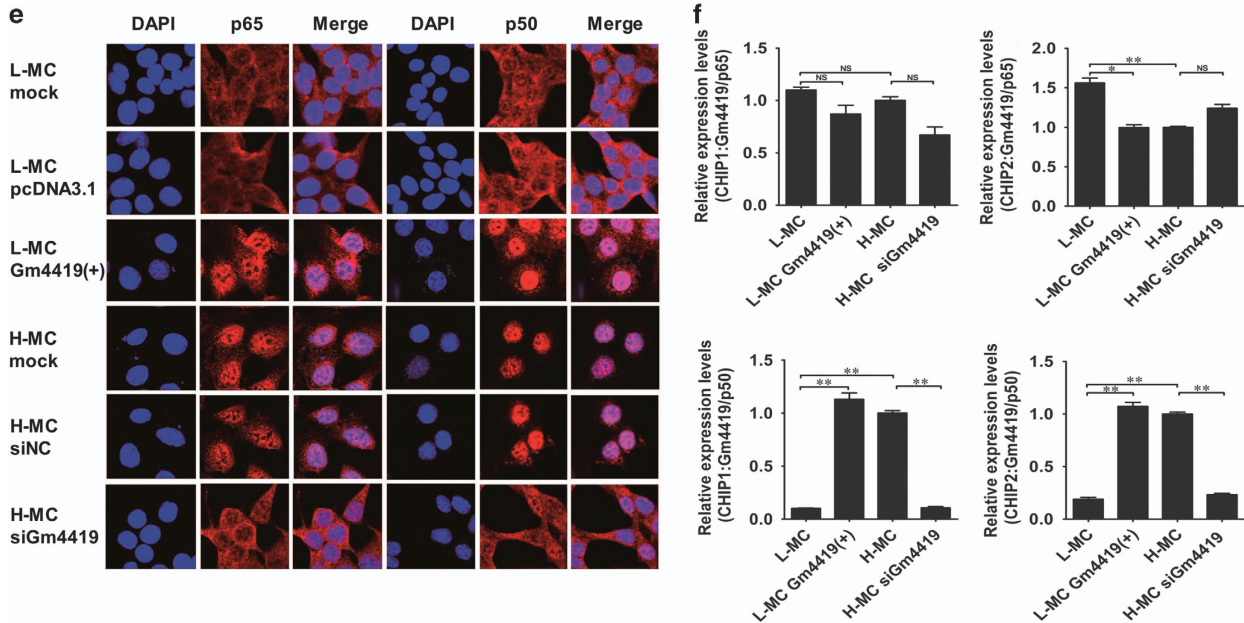 e
DAPI p65 Merge DAPI p50 Merge
L-MC
mock
L-MC
pcDNA3.1
L-MC
Gm4419(+)
H-MC
mock
H-MC
siNC
H-MC
siGm4419
f
Relative expression levels
(CHIP1:Gm4419/p65)
1.5
1.0
0.5
0.0
NS
NS
NS
L-MC
L-MC Gm4419(+)
H-MC
H-MC siGm4419
Relative expression levels
(CHIP2:Gm4419/p65)
2.0
1.5
1.0
0.5
0.0
**
*
NS
L-MC
L-MC Gm4419(+)
H-MC
H-MC siGm4419
Relative expression levels
(CHIP1:Gm4419/p50)
1.5
1.0
0.5
0.0
**
**
**
L-MC
L-MC Gm4419(+)
H-MC
H-MC siGm4419
Relative expression levels
(CHIP2:Gm4419/p50)
1.5
1.0
0.5
0.0
**
**
**
L-MC
L-MC Gm4419(+)
H-MC
H-MC siGm4419